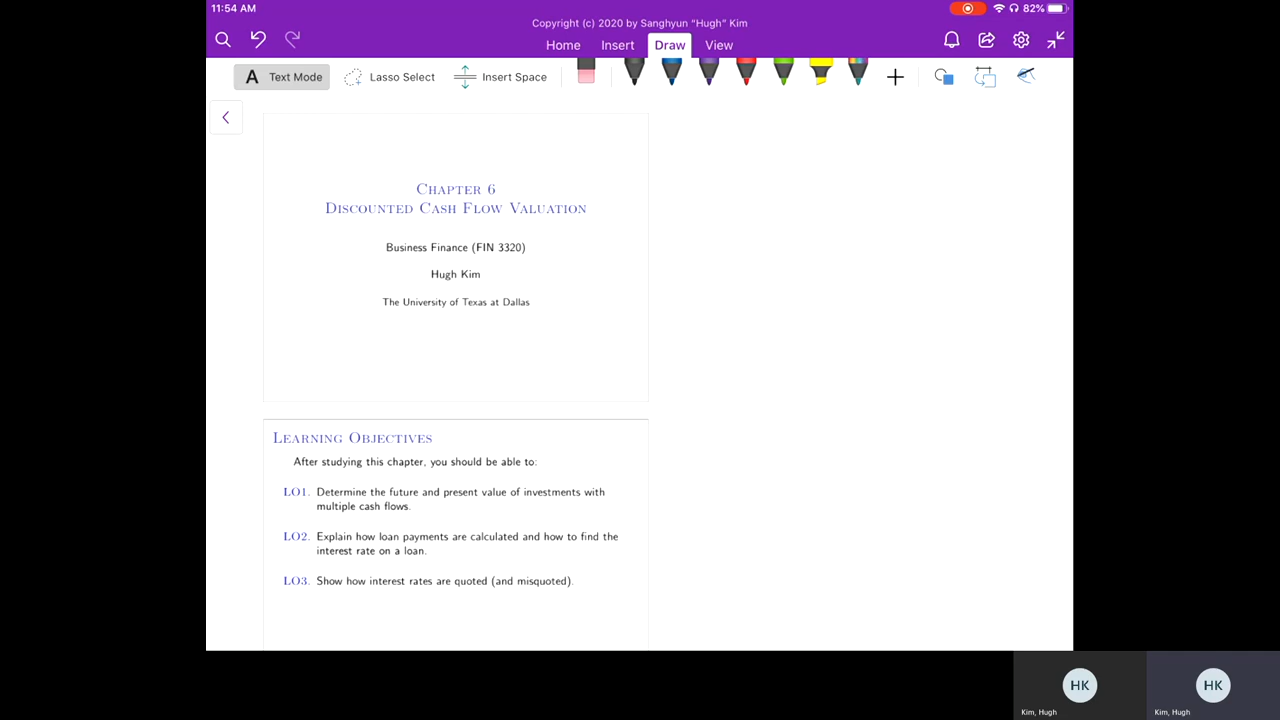 11:54 AM
82%
Copyright (c) 2020 by Sanghyun "Hugh" Kim
Home Insert Draw View
A Text Mode Lasso Select Insert Space
CHAPTER 6
DISCOUNTED CASH FLOW VALUATION
Business Finance (FIN 3320)
Hugh Kim
The University of Texas at Dallas
LEARNING OBJECTIVES
After studying this chapter, you should be able to:
LO1. Determine the future and present value of investments with
multiple cash flows.
LO2. Explain how loan payments are calculated and how to find the
interest rate on a loan.
LO3. Show how interest rates are quoted (and misquoted).
HK HK
Kim, Hugh Kim, Hugh